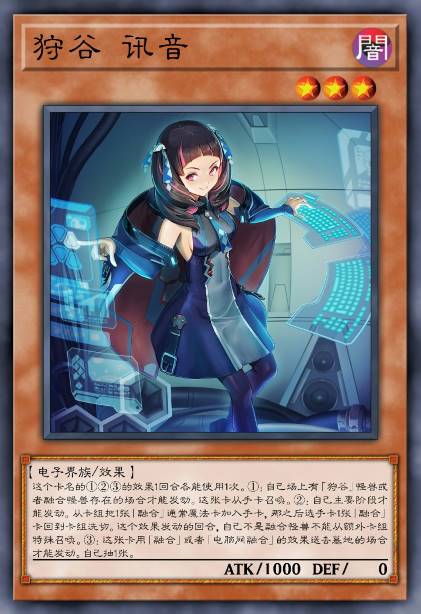 狩谷 讯音
闇
【电子界族/效果】
这个卡名的①②③的效果1回合各能使用1次。①：自己场上有「狩谷」怪兽或
者融合怪兽存在的场合才能发动。这张卡从手卡召唤。②：自己主要阶段才
能发动。从卡组把1张「融合」通常魔法卡加入手卡，那之后选手卡1张「融合」
卡回到卡组洗切。这个效果发动的回合，自己不是融合怪兽不能从额外卡组
特殊召唤。③：这张卡用「融合」或者「电脑网融合」的效果送去墓地的场合
才能发动。自己抽1张。
ATK/1000 DEF/ 0